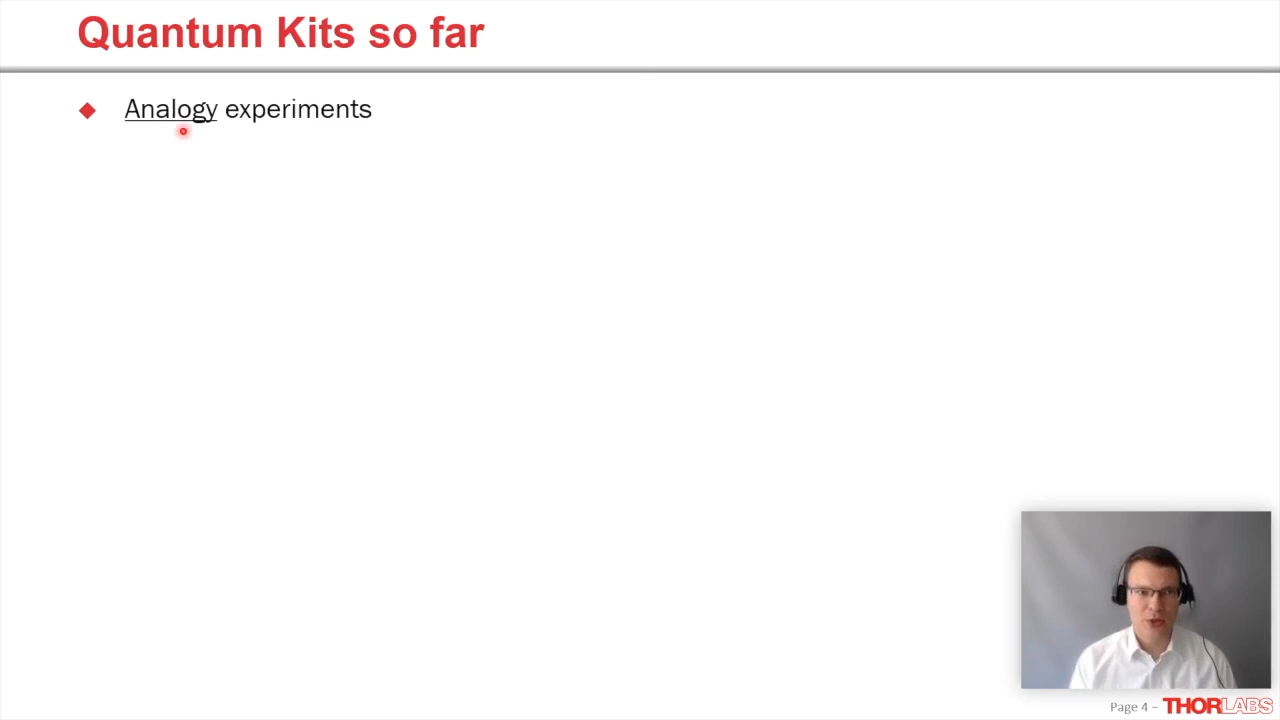 Quantum Kits so far
Analogy experiments
Page 4 – THORLABS